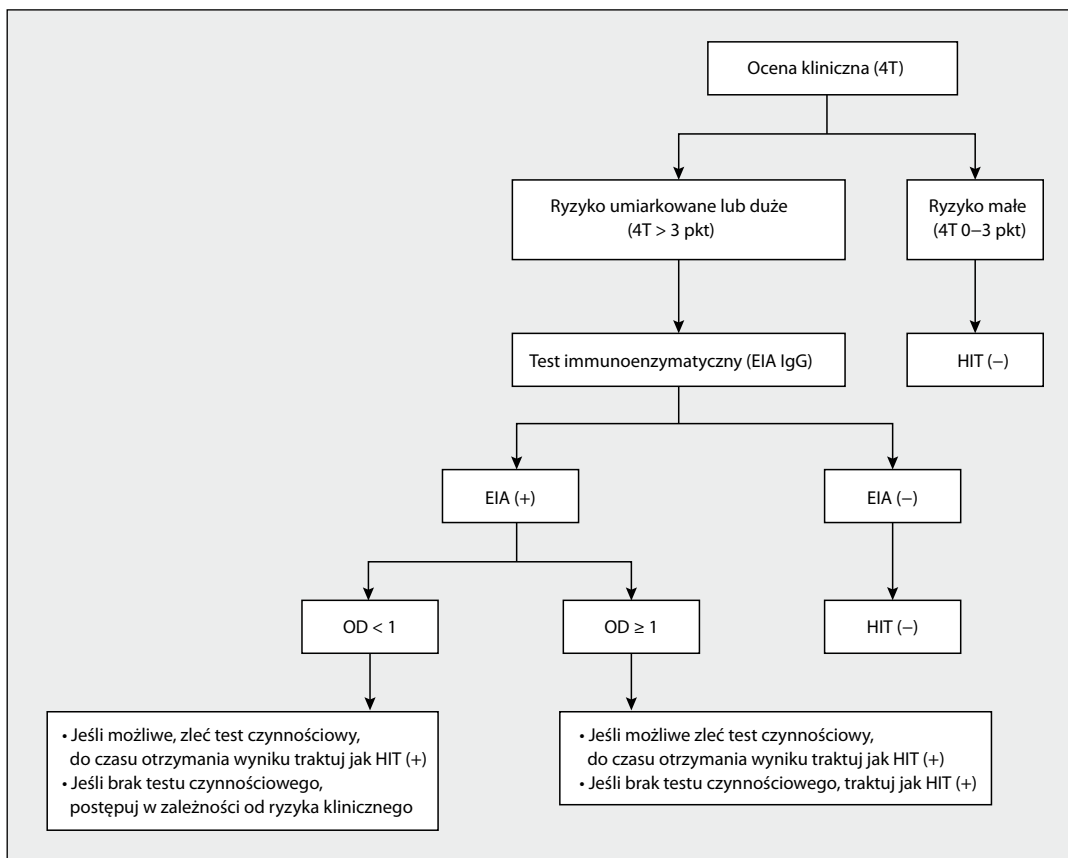 Ocena kliniczna (4T)
Ryzyko umiarkowane lub duże
(4T > 3 pkt)
Ryzyko małe
(4T 0–3 pkt)
Test immunoenzymatyczny (EIA IgG)
HIT (−)
EIA (+)
EIA (−)
OD < 1
OD ≥ 1
HIT (−)
• Jeśli możliwe, zleć test czynnościowy,
do czasu otrzymania wyniku traktuj jak HIT (+)
• Jeśli brak testu czynnościowego,
postępuj w zależności od ryzyka klinicznego
• Jeśli możliwe zleć test czynnościowy,
do czasu otrzymania wyniku traktuj jak HIT (+)
• Jeśli brak testu czynnościowego, traktuj jak HIT (+)